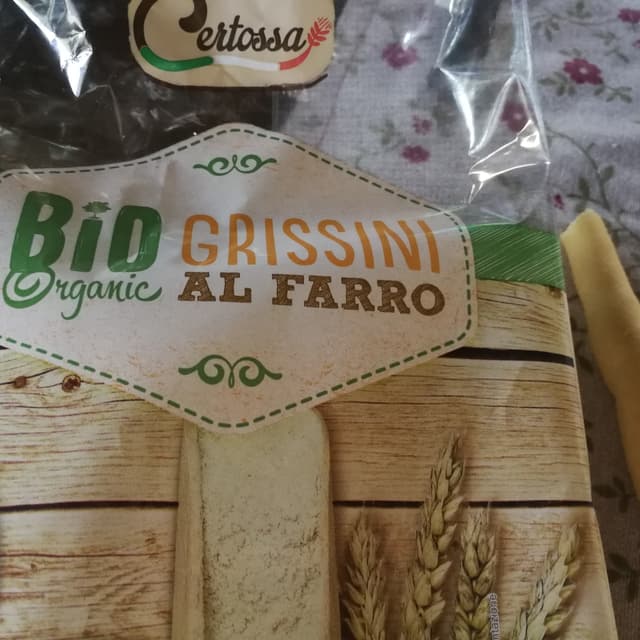 Certossa
BIO GRISSINI
Organic AL FARRO